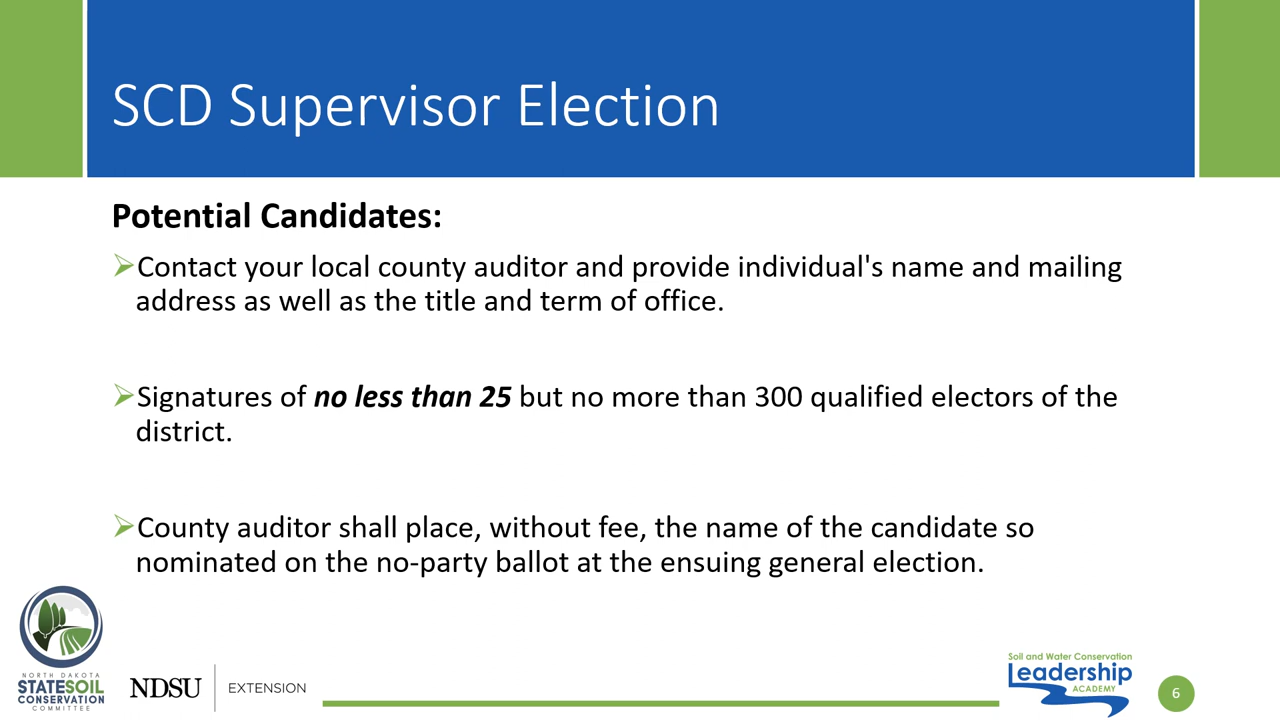 SCD Supervisor Election
Potential Candidates:
Contact your local county auditor and provide individual's name and mailing
address as well as the title and term of office.
Signatures of no less than 25 but no more than 300 qualified electors of the
district.
County auditor shall place, without fee, the name of the candidate so
nominated on the no-party ballot at the ensuing general election.
NORTH DAKOTA
STATESOIL
CONSERVATION
COMMITTEE
NDSU EXTENSION
Soil and Water Conservation
Leadership
ACADEMY
6